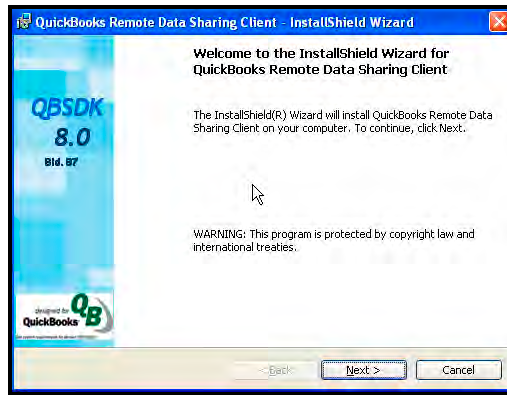 QuickBooks Remote Data Sharing Client - InstallShield Wizard
Welcome to the InstallShield Wizard for
QuickBooks Remote Data Sharing Client
QBSDK
8.0
Bld. B7
The InstallShield(R) Wizard will install QuickBooks Remote Data
Sharing Client on your computer. To continue, click Next.
WARNING: This program is protected by copyright law and
international treaties.
designed for
QuickBooks
QB
< Back
Next >
Cancel